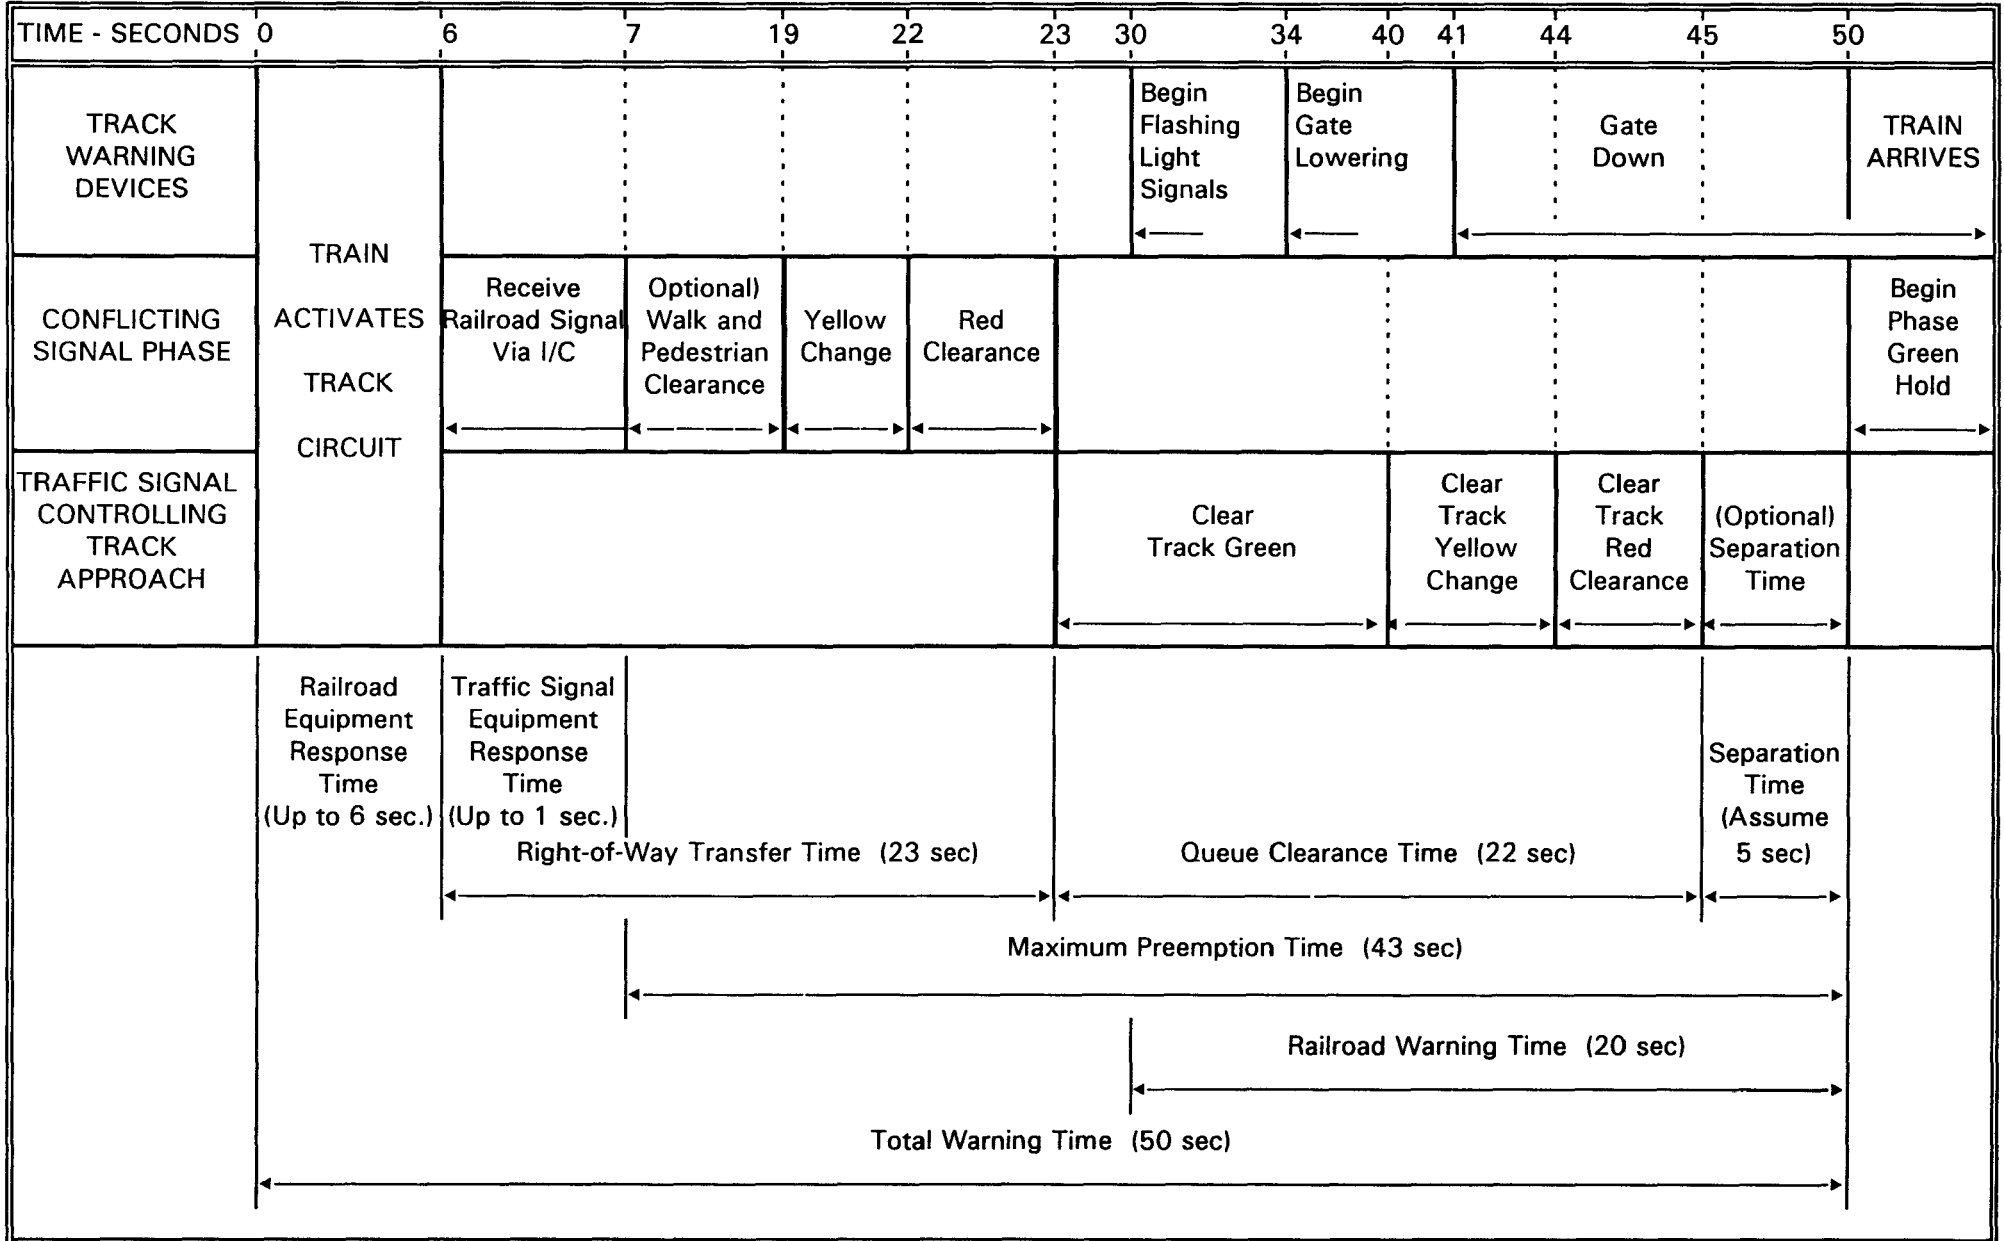 TIME - SECONDS 0 6 7 19 22 23 30 34 40 41 44 45 50
TRACK
WARNING
DEVICES
Begin
Flashing
Light
Signals
Begin
Gate
Lowering
Gate
Down
TRAIN
ARRIVES
TRAIN
ACTIVATES
TRACK
CIRCUIT
CONFLICTING
SIGNAL PHASE
Receive
Railroad Signal
Via I/C
Optional)
Walk and
Pedestrian
Clearance
Yellow
Change
Red
Clearance
Begin
Phase
Green
Hold
TRAFFIC SIGNAL
CONTROLLING
TRACK
APPROACH
Clear
Track Green
Clear
Track
Yellow
Change
Clear
Track
Red
Clearance
(Optional)
Separation
Time
Railroad
Equipment
Response
Time
(Up to 6 sec.)
Traffic Signal
Equipment
Response
Time
(Up to 1 sec.)
Separation
Time
(Assume
5 sec)
Right-of-Way Transfer Time (23 sec)
Queue Clearance Time (22 sec)
Maximum Preemption Time (43 sec)
Railroad Warning Time (20 sec)
Total Warning Time (50 sec)